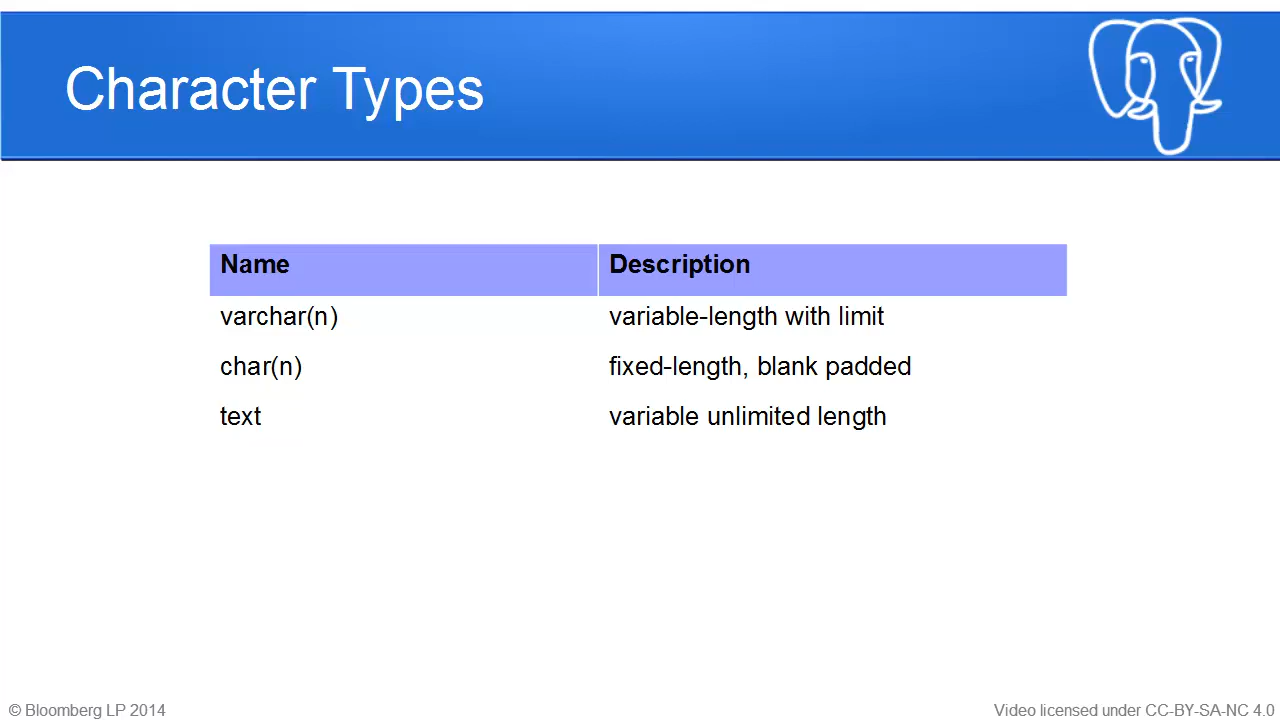 Character Types
Name Description
varchar(n) variable-length with limit
char(n) fixed-length, blank padded
text variable unlimited length
© Bloomberg LP 2014 Video licensed under CC-BY-SA-NC 4.0